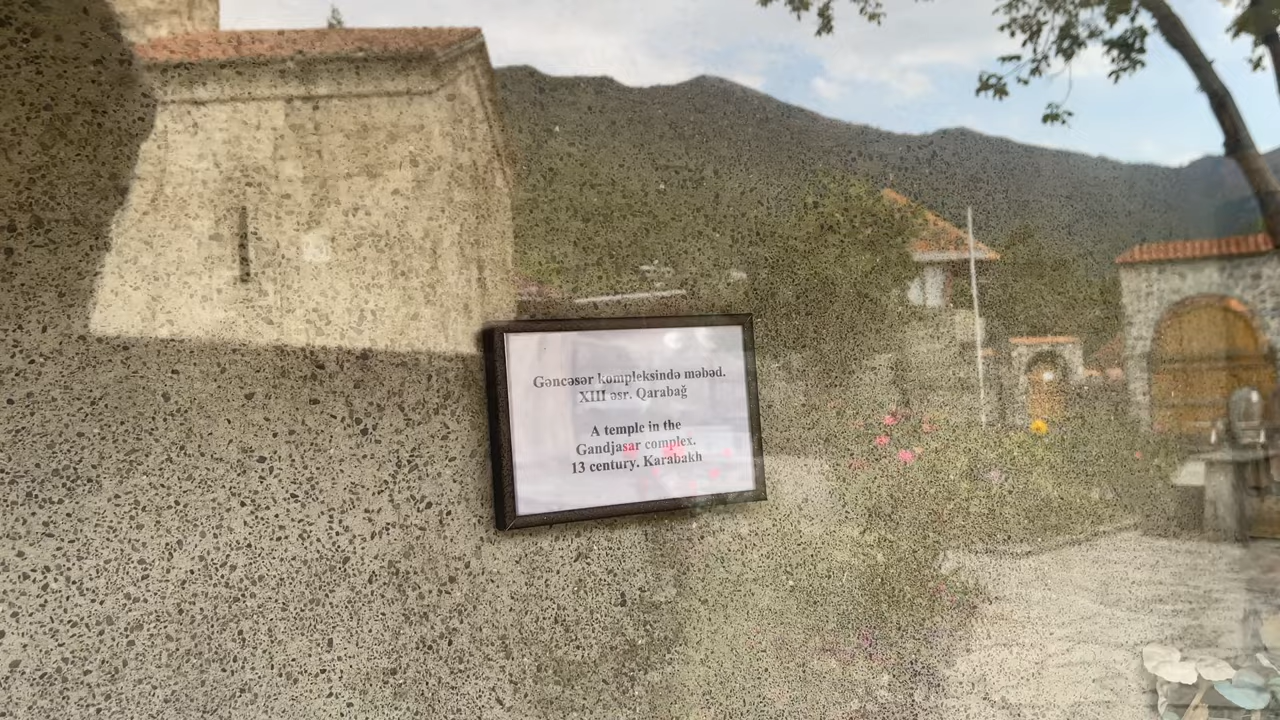 Gəncəsər kompleksində məbəd.
XIII əsr. Qarabağ
A temple in the
Gandjasar complex.
13 century. Karabakh